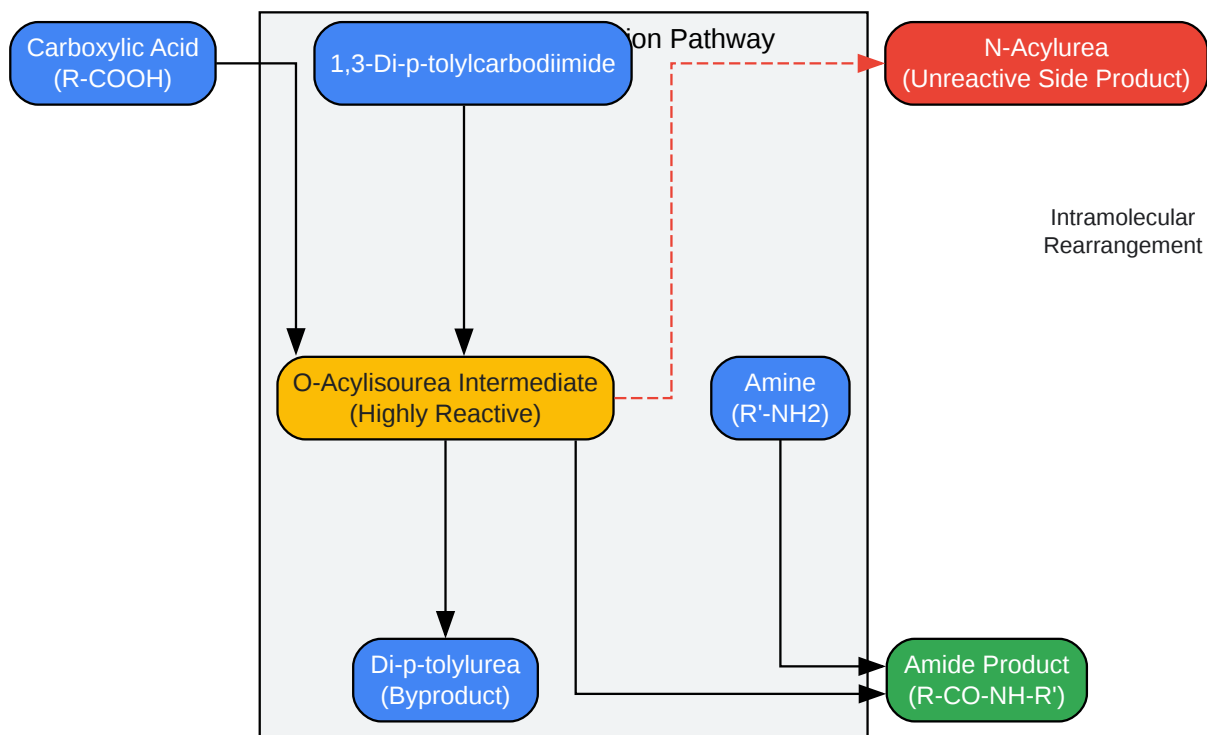 Carboxylic Acid
(R-COOH)
1,3-Di-p-tolylcarbodiimide
Pathway
N-Acylurea
(Unreactive Side Product)
Intramolecular
Rearrangement
O-Acylisourea Intermediate
(Highly Reactive)
Amine
(R'-NH2)
Di-p-tolylurea
(Byproduct)
Amide Product
(R-CO-NH-R')